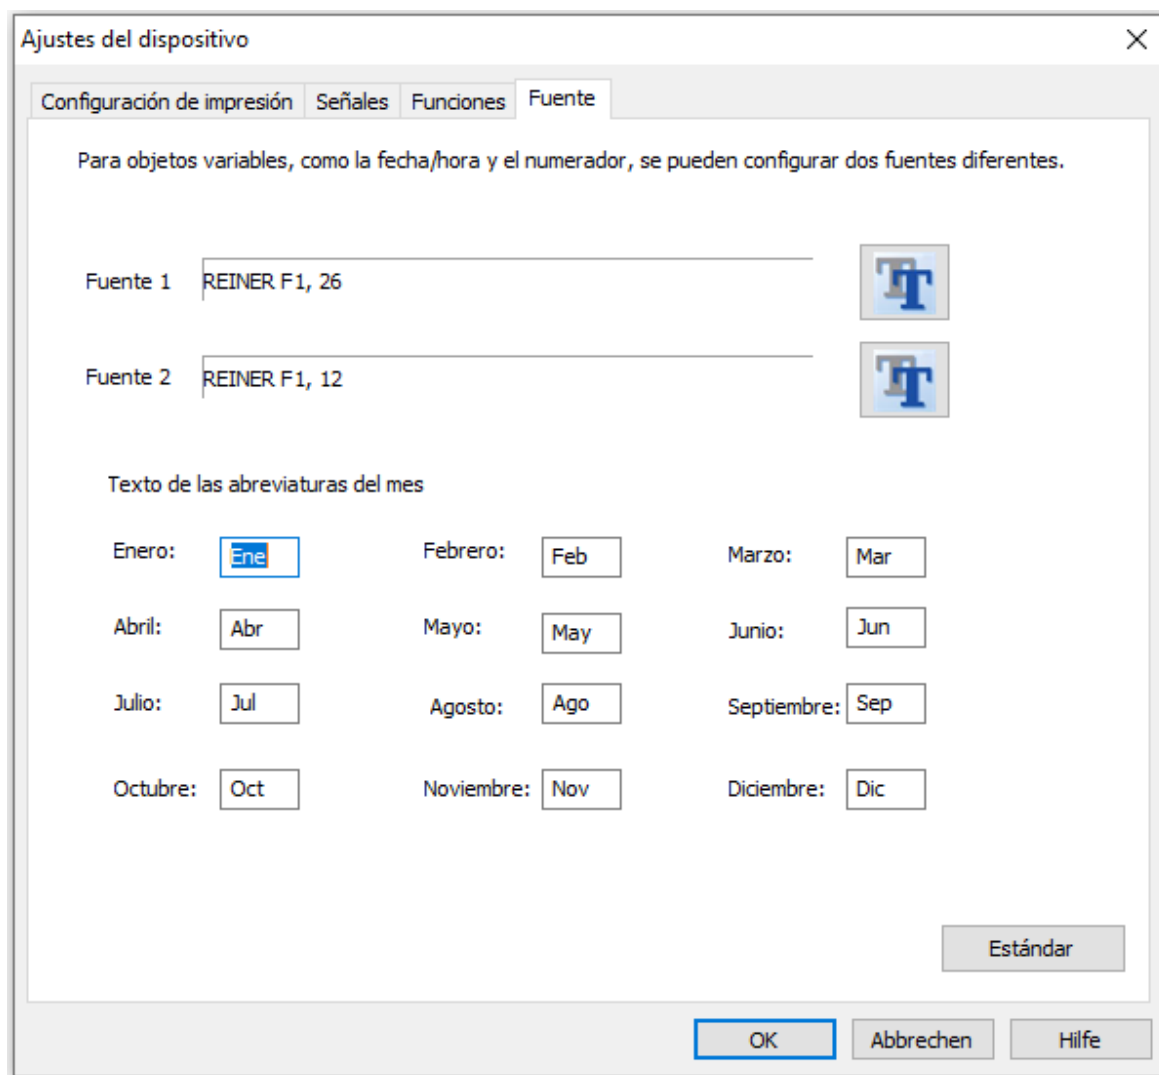 Ajustes del dispositivo
Configuración de impresión Señales Funciones Fuente
Para objetos variables, como la fecha/hora y el numerador, se pueden configurar dos fuentes diferentes.
Fuente 1 REINER F1, 26
Fuente 2 REINER F1, 12
Texto de las abreviaturas del mes
Enero: Ene Febrero: Feb Marzo: Mar
Abril: Abr Mayo: May Junio: Jun
Julio: Jul Agosto: Ago Septiembre: Sep
Octubre: Oct Noviembre: Nov Diciembre: Dic
Estándar
OK Abbrechen Hilfe